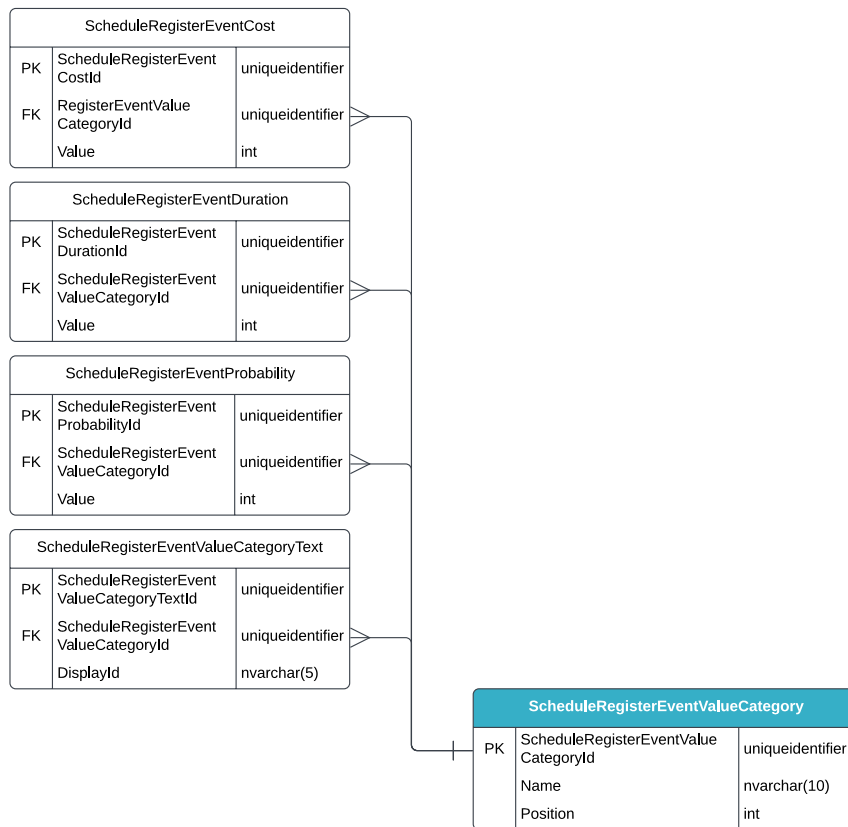 ScheduleRegisterEventCost
PK
ScheduleRegisterEvent
CostId
uniqueidentifier
FK
RegisterEventValue
CategoryId
uniqueidentifier
Value
int
ScheduleRegisterEventDuration
PK
ScheduleRegisterEvent
DurationId
uniqueidentifier
FK
ScheduleRegisterEvent
ValueCategoryId
uniqueidentifier
Value
int
ScheduleRegisterEventProbability
PK
ScheduleRegisterEvent
ProbabilityId
uniqueidentifier
FK
ScheduleRegisterEvent
ValueCategoryId
uniqueidentifier
Value
int
ScheduleRegisterEventValueCategoryText
PK
ScheduleRegisterEvent
ValueCategoryTextId
uniqueidentifier
FK
ScheduleRegisterEvent
ValueCategoryId
uniqueidentifier
DisplayId
nvarchar(5)
ScheduleRegisterEventValueCategory
PK
ScheduleRegisterEventValue
CategoryId
uniqueidentifier
Name
nvarchar(10)
Position
int